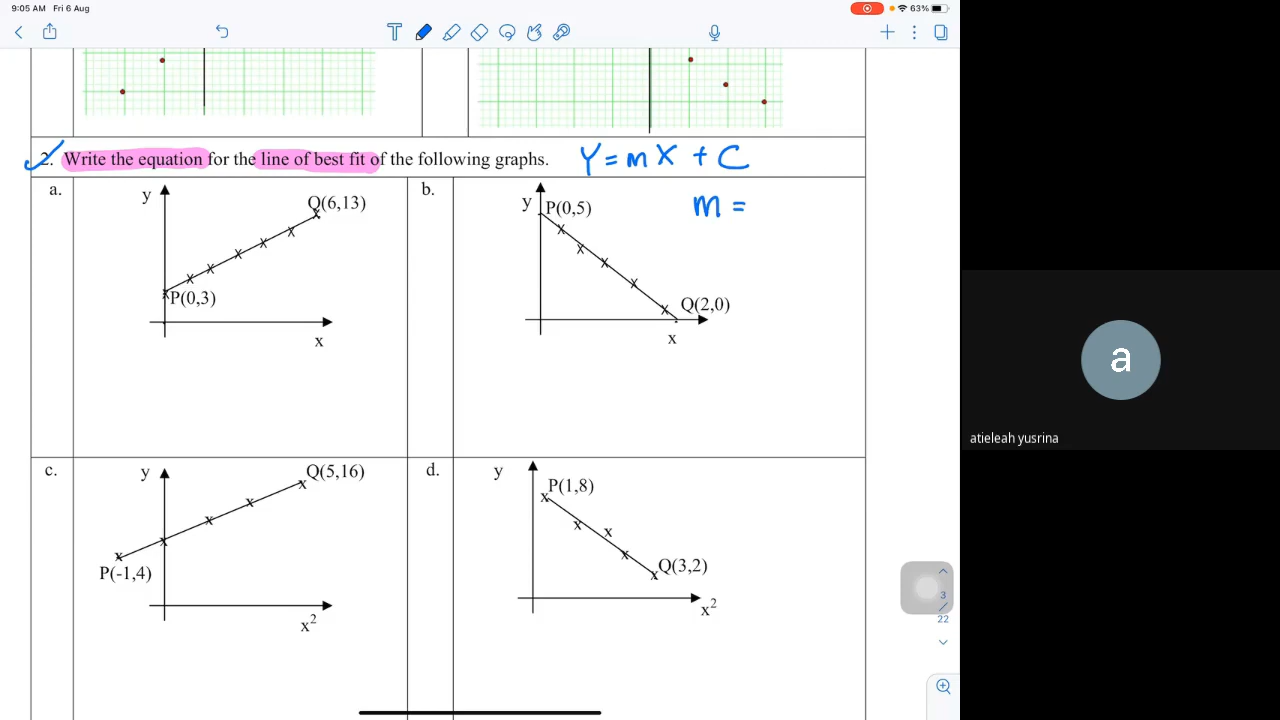 9:05 AM Fri 6 Aug
63%
T
2. Write the equation for the line of best fit of the following graphs. Y = mX + C
a.
y
Q(6,13)
P(0,3)
x
b.
y
P(0,5)
m =
Q(2,0)
x
c.
y
Q(5,16)
P(-1,4)
x²
d.
y
P(1,8)
Q(3,2)
x²
3
/
22
a
atieleah yusrina